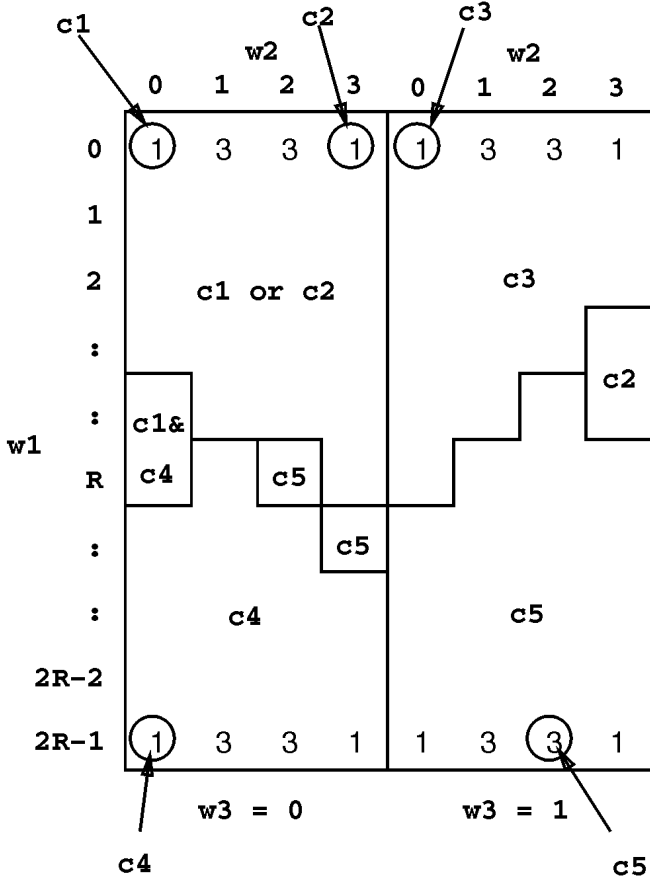 c1 c2 c3
w2 w2
0 1 2 3 0 1 2 3
0 1 3 3 1 1 3 3 1
1
2 c1 or c2 c3
:
c2
: c1&
w1
R c4 c5
: c5
: c4 c5
2R-2
2R-1 1 3 3 1 1 3 3 1
w3 = 0 w3 = 1
c4 c5